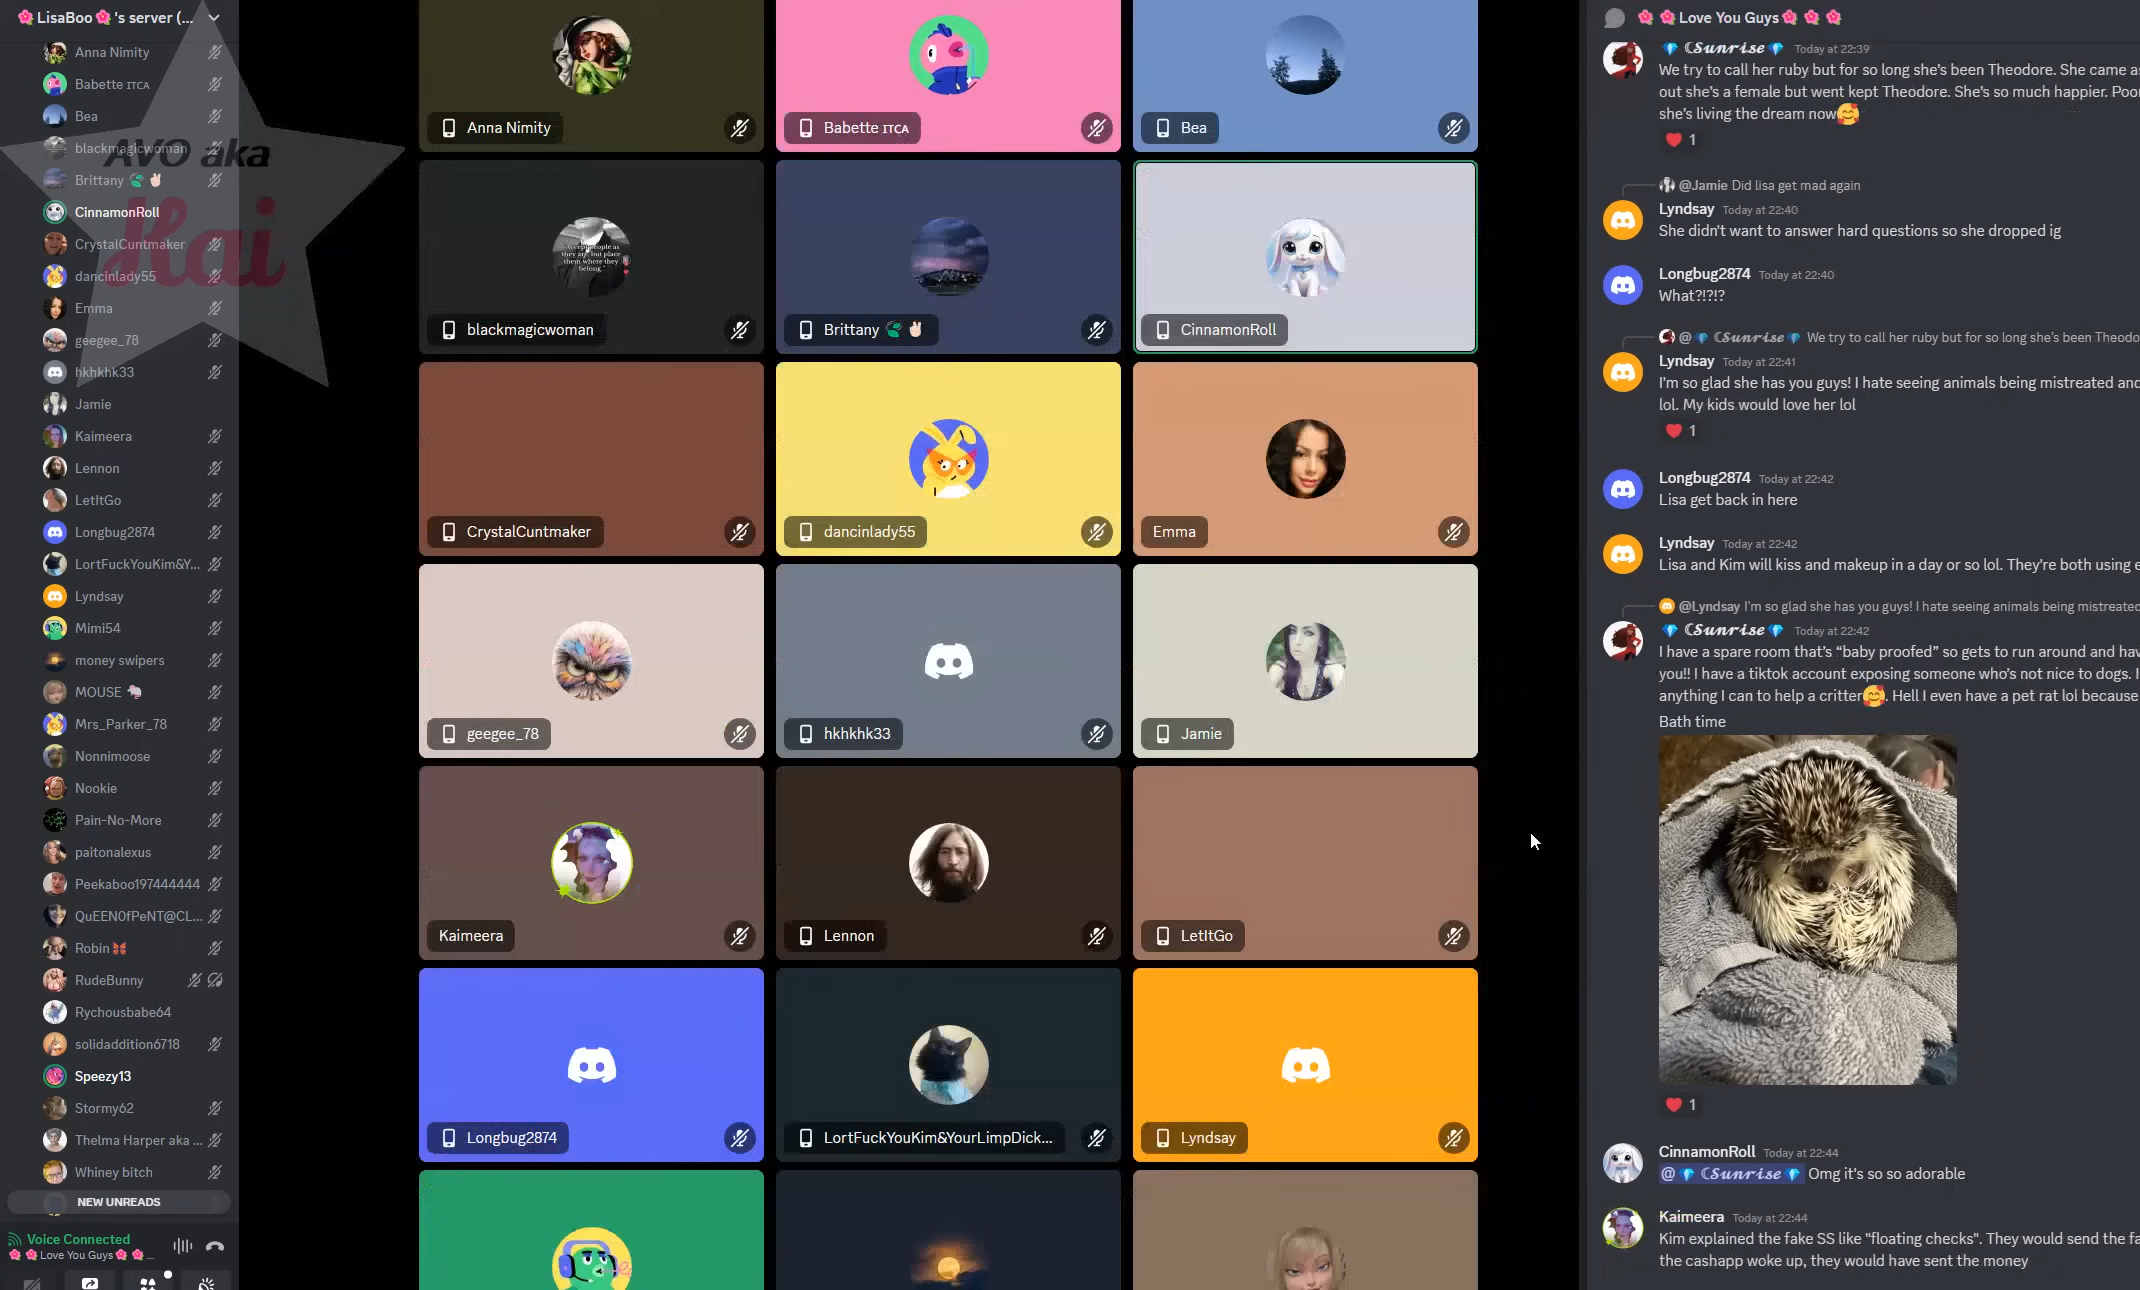 LisaBoo 's server (...
Anna Nimity
Babette ITCA
Bea
blackmagicwoman
Brittany
CinnamonRoll
CrystalCuntmaker
dancinlady55
Emma
geegee_78
hkhkhk33
Jamie
Kaimeera
Lennon
LetItGo
Longbug2874
LortFuckYouKim&Y...
Lyndsay
Mimi54
money swipers
MOUSE
Mrs_Parker_78
Nonnimoose
Nookie
Pain-No-More
paitonalexus
Peekaboo197444444
QuEEN0fPeNT@CL...
Robin
RudeBunny
Rychousbabe64
solidaddition6718
Speezy13
Stormy62
Thelma Harper aka ...
Whiney bitch
NEW UNREADS
Voice Connected
Love You Guys ...
AVO aka
Kai
Anna Nimity
Babette ITCA
Bea
blackmagicwoman
Brittany
CinnamonRoll
CrystalCuntmaker
dancinlady55
Emma
geegee_78
hkhkhk33
Jamie
Kaimeera
Lennon
LetItGo
Longbug2874
LortFuckYouKim&YourLimpDick...
Lyndsay
Love You Guys
☾Sunrise Today at 22:39
We try to call her ruby but for so long she's been Theodore. She came as
out she's a female but went kept Theodore. She's so much happier. Poor
she's living the dream now
1
@Jamie Did lisa get mad again
Lyndsay Today at 22:40
She didn't want to answer hard questions so she dropped ig
Longbug2874 Today at 22:40
What?!?!?
@ ☾Sunrise We try to call her ruby but for so long she's been Theodo
Lyndsay Today at 22:41
I'm so glad she has you guys! I hate seeing animals being mistreated and
lol. My kids would love her lol
1
Longbug2874 Today at 22:42
Lisa get back in here
Lyndsay Today at 22:42
Lisa and Kim will kiss and makeup in a day or so lol. They're both using e
@Lyndsay I'm so glad she has you guys! I hate seeing animals being mistreated
☾Sunrise Today at 22:42
I have a spare room that's “baby proofed” so gets to run around and hav
you!! I have a tiktok account exposing someone who's not nice to dogs. I
anything I can to help a critter. Hell I even have a pet rat lol because
Bath time
1
CinnamonRoll Today at 22:44
@ ☾Sunrise Omg it's so so adorable
Kaimeera Today at 22:44
Kim explained the fake SS like "floating checks". They would send the fa
the cashapp woke up, they would have sent the money